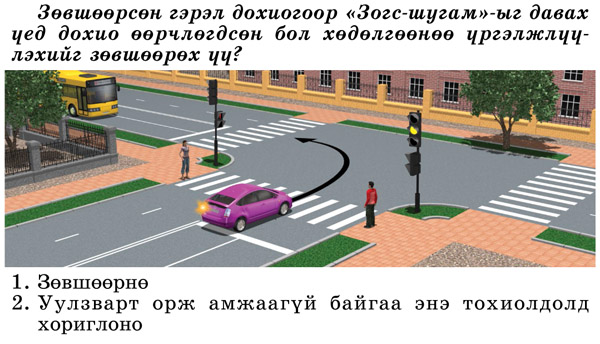 Зөвшөөрсөн гэрэл дохиогоор «Зогс-шугам»-ыг давах
үед дохио өөрчлөгдсөн бол хөдөлгөөнөө үргэлжлүү-
лэхийг зөвшөөрөх үү?
1. Зөвшөөрнө
2. Уулзварт орж амжаагүй байгаа энэ тохиолдолд
хориглоно